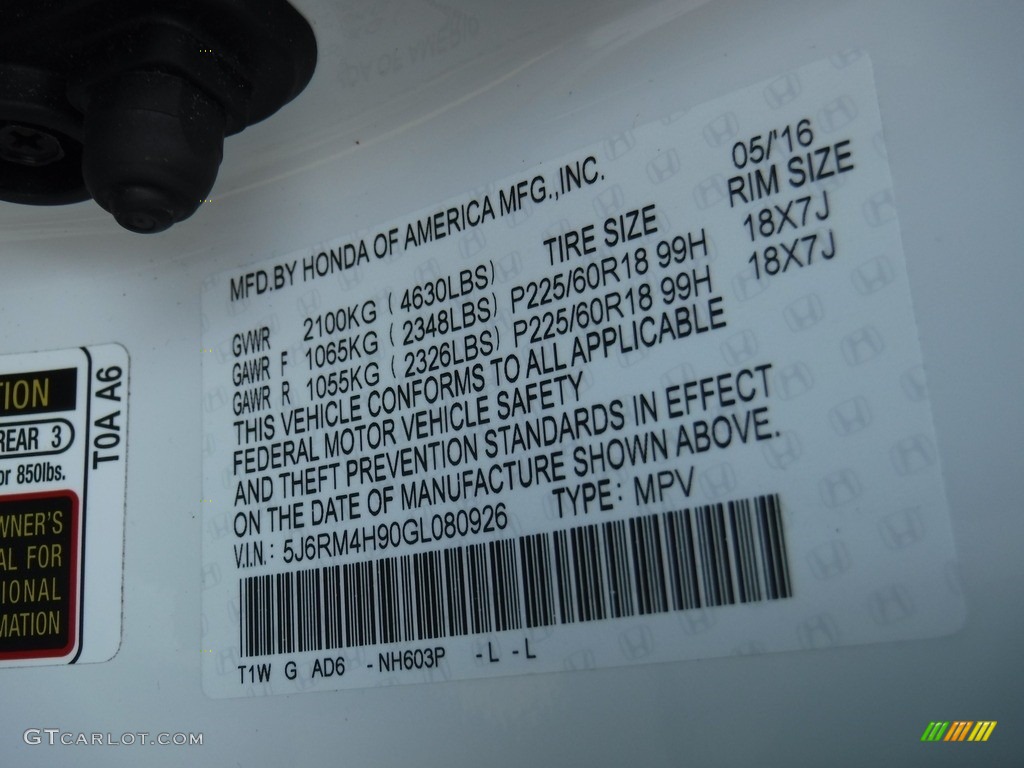 MFD.BY HONDA OF AMERICA MFG.,INC. 05/'16
TIRE SIZE RIM SIZE
GVWR 2100KG ( 4630LBS)
GAWR F 1065KG ( 2348LBS) P225/60R18 99H 18X7J
GAWR R 1055KG ( 2326LBS) P225/60R18 99H 18X7J
THIS VEHICLE CONFORMS TO ALL APPLICABLE
FEDERAL MOTOR VEHICLE SAFETY
AND THEFT PREVENTION STANDARDS IN EFFECT
ON THE DATE OF MANUFACTURE SHOWN ABOVE.
V.I.N: 5J6RM4H90GL080926 TYPE: MPV
T1W G AD6 -NH603P -L -L
TION
REAR 3
or 850lbs.
WNER'S
AL FOR
IONAL
MATION
T0A A6
GTCARLOT.COM